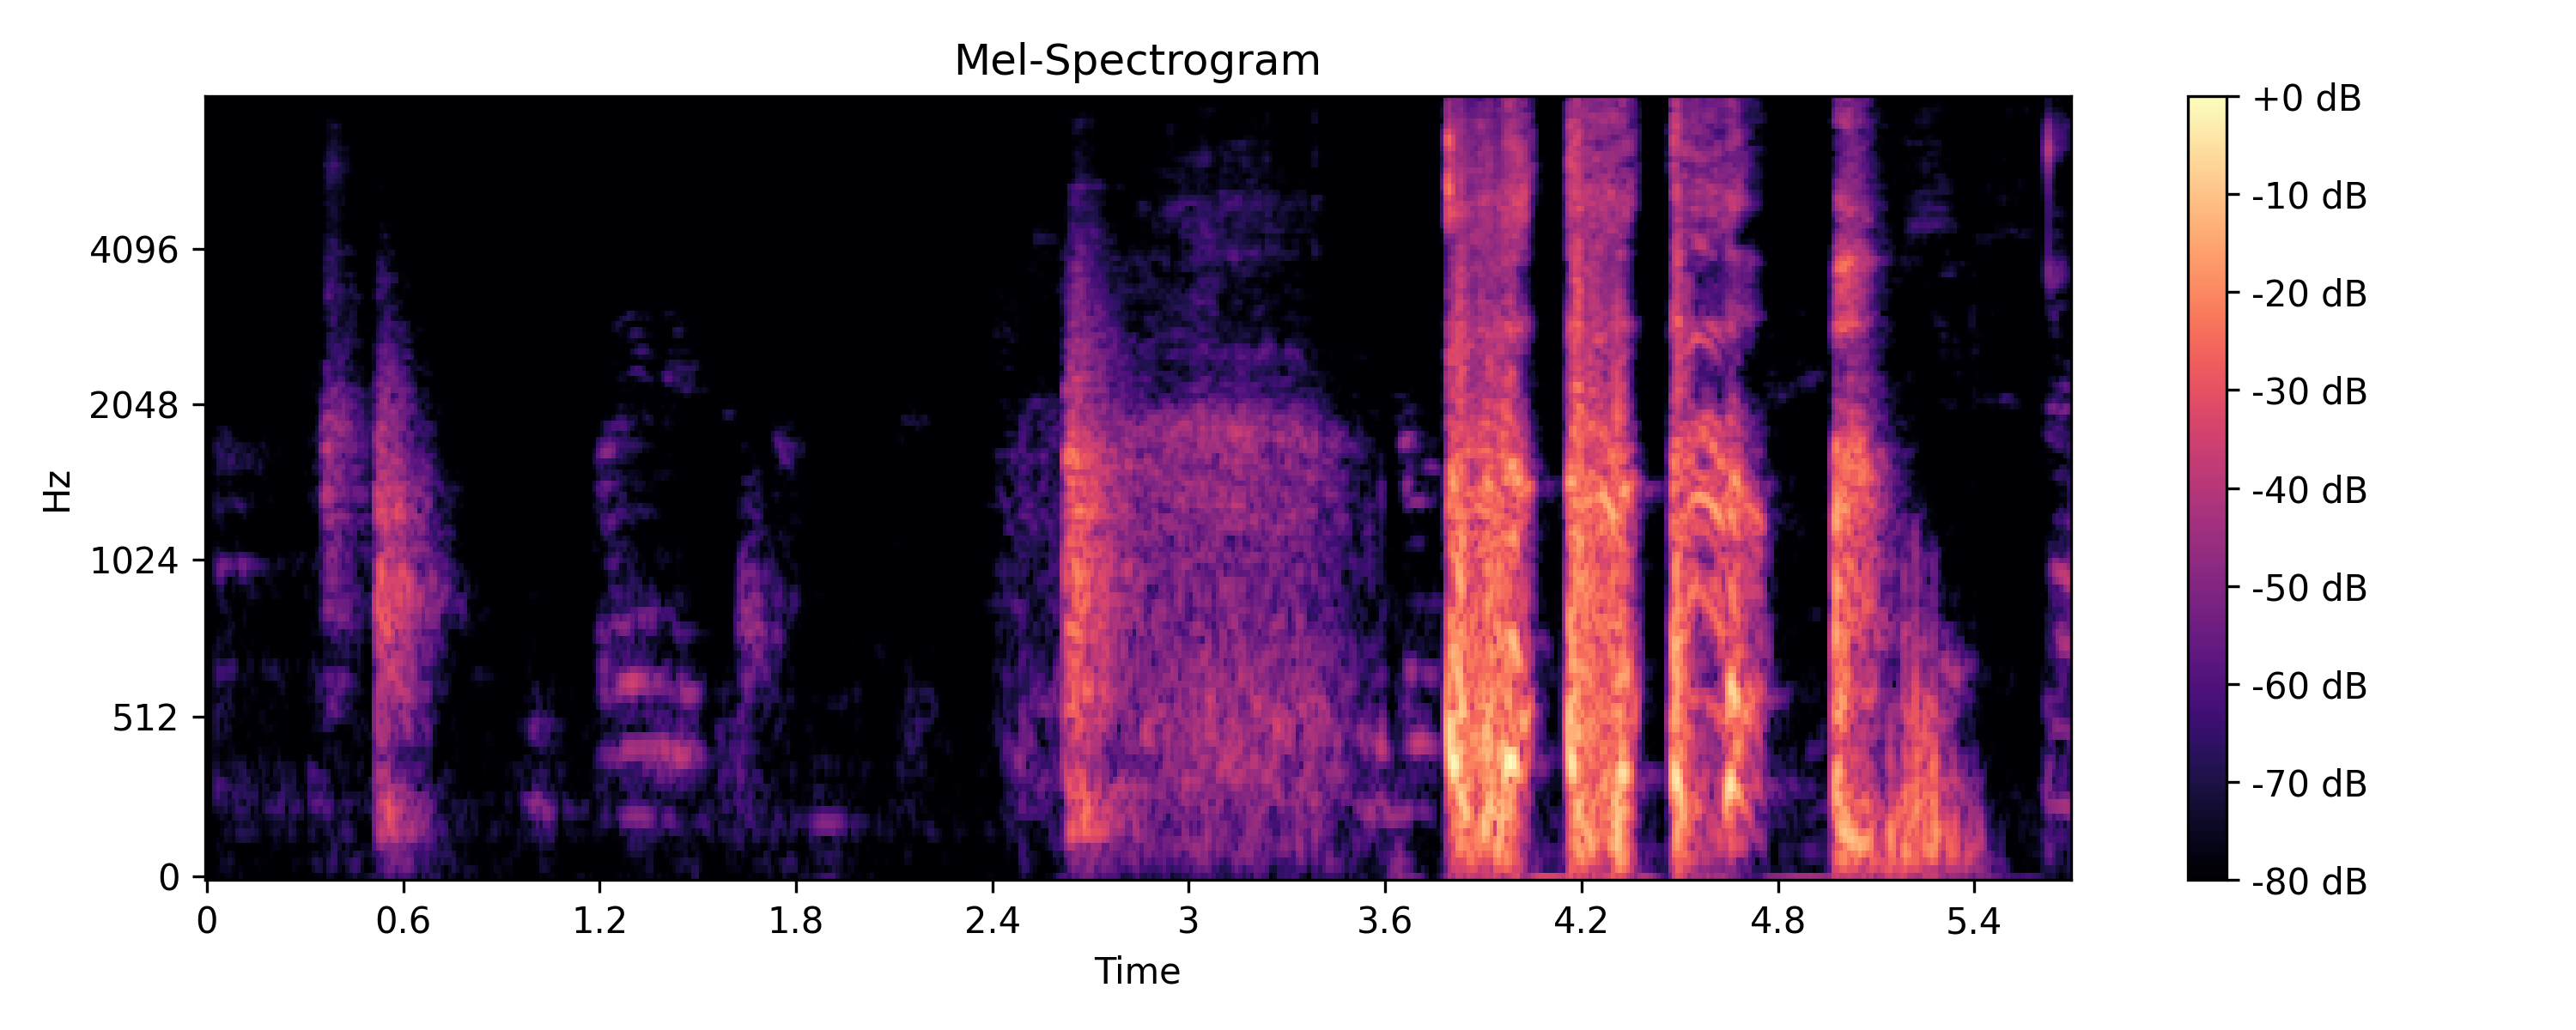 Mel-Spectrogram
+0 dB
-10 dB
-20 dB
-30 dB
-40 dB
-50 dB
-60 dB
-70 dB
-80 dB
4096
2048
1024
512
0
Hz
0 0.6 1.2 1.8 2.4 3 3.6 4.2 4.8 5.4
Time